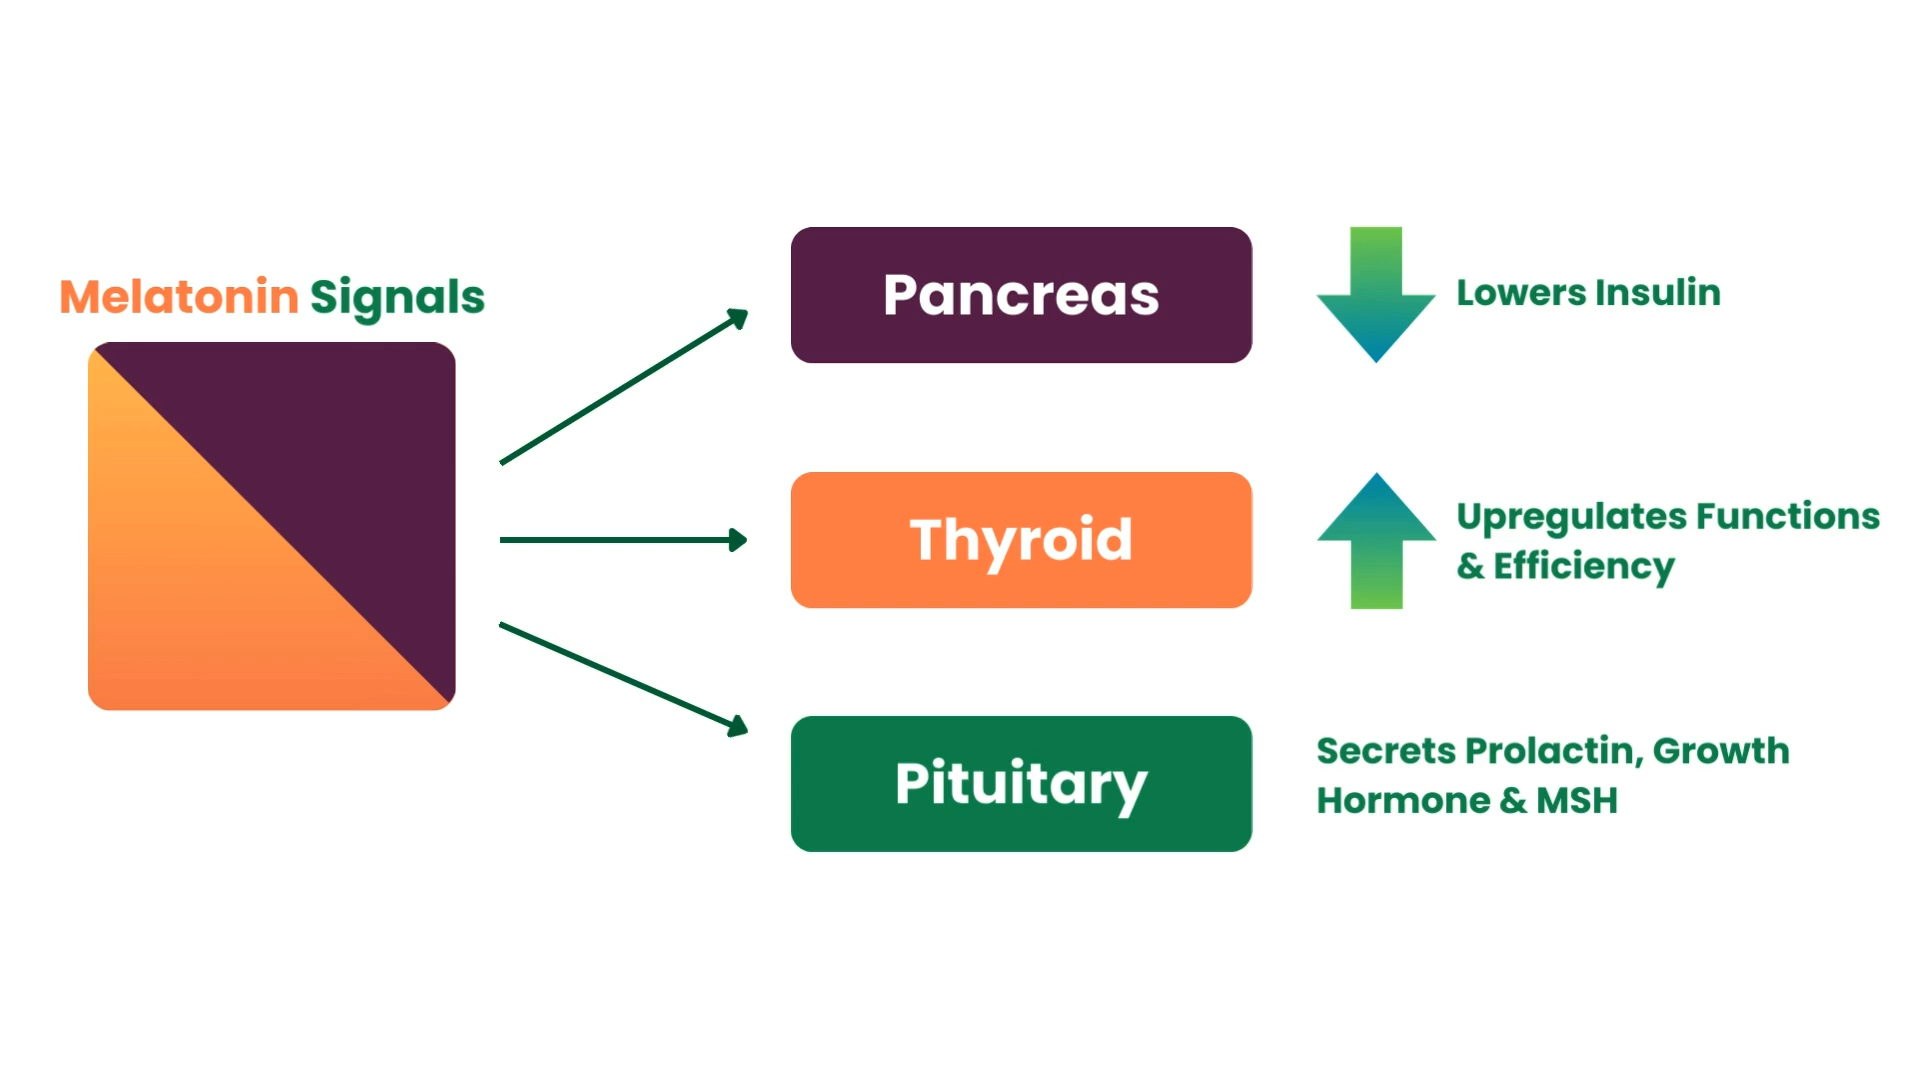 Melatonin Signals
Pancreas
Lowers Insulin
Thyroid
Upregulates Functions
& Efficiency
Pituitary
Secrets Prolactin, Growth
Hormone & MSH